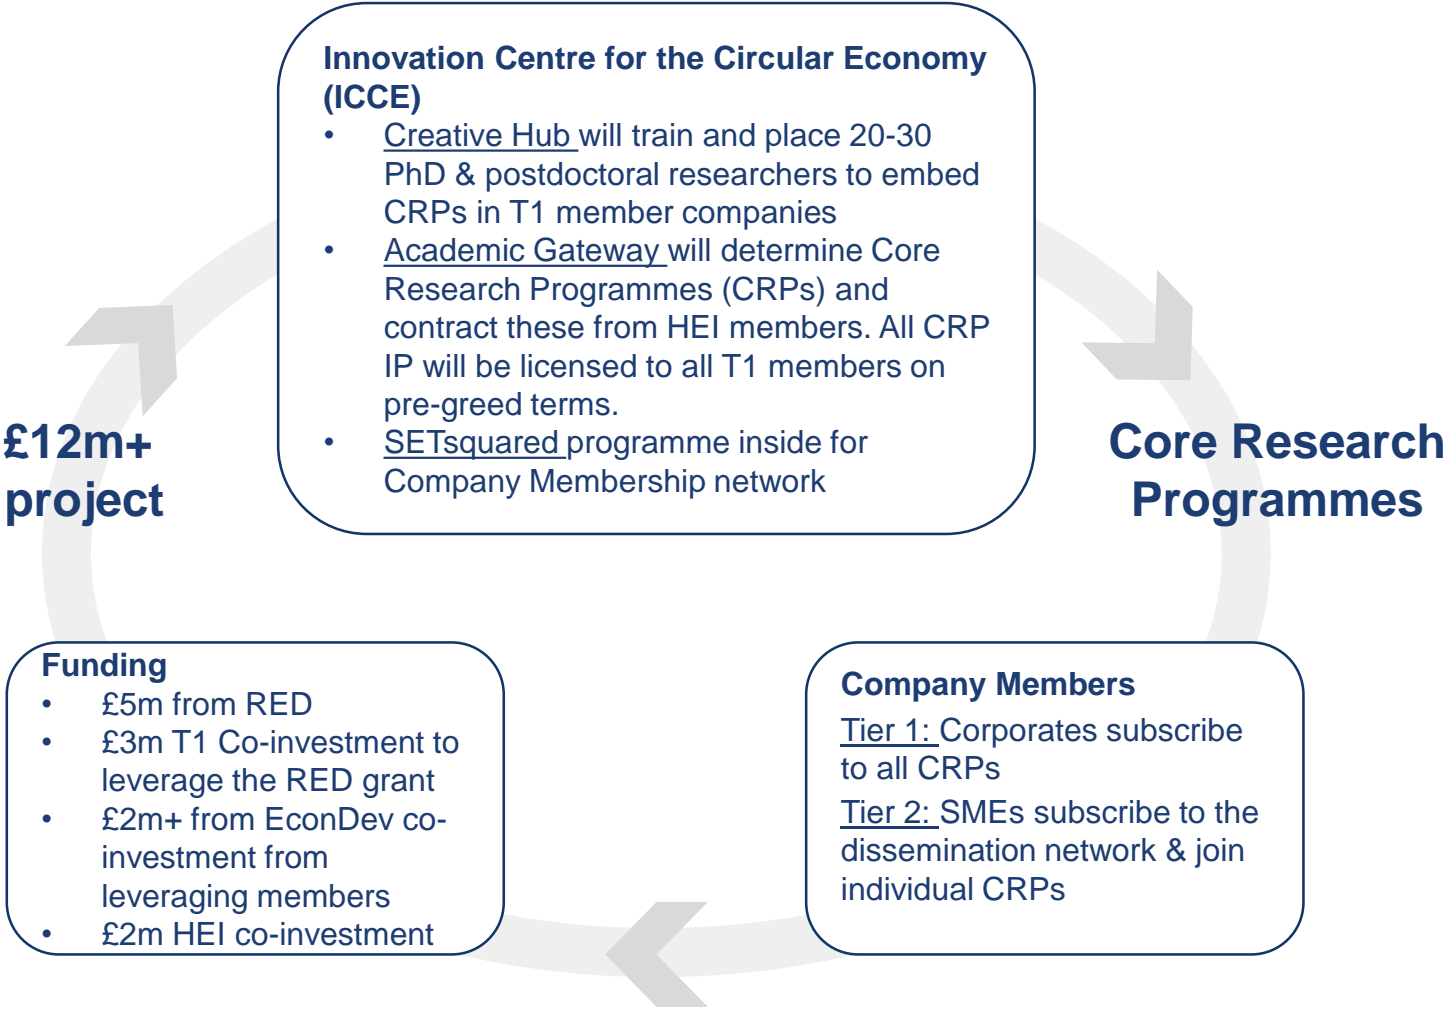 Innovation Centre for the Circular Economy
(ICCE)
• Creative Hub will train and place 20-30
PhD & postdoctoral researchers to embed
CRPs in T1 member companies
• Academic Gateway will determine Core
Research Programmes (CRPs) and
contract these from HEI members. All CRP
IP will be licensed to all T1 members on
pre-greed terms.
• SETsquared programme inside for
Company Membership network
£12m+
project
Core Research
Programmes
Funding
• £5m from RED
• £3m T1 Co-investment to
leverage the RED grant
• £2m+ from EconDev co-
investment from
leveraging members
• £2m HEI co-investment
Company Members
Tier 1: Corporates subscribe
to all CRPs
Tier 2: SMEs subscribe to the
dissemination network & join
individual CRPs